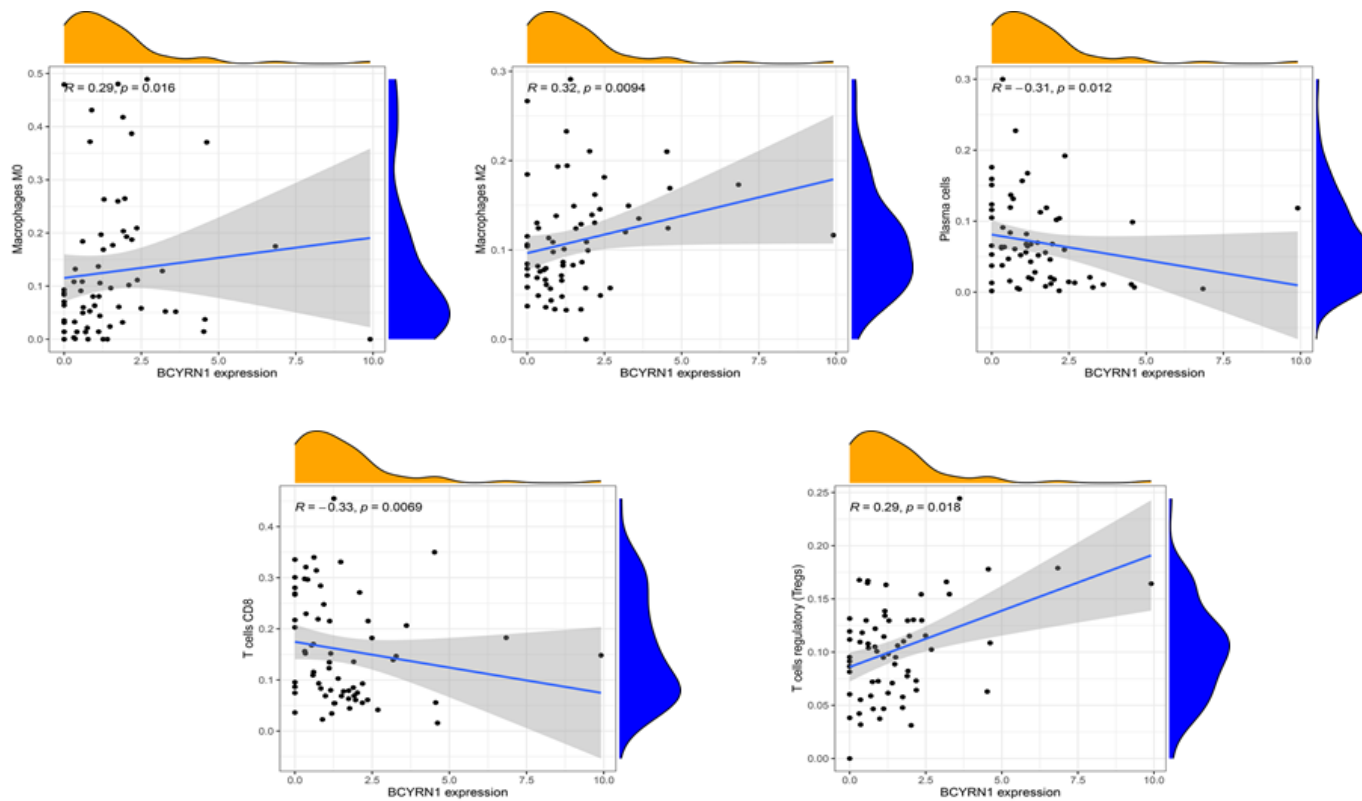 R = 0.29, p = 0.016
0.5
0.4
0.3
0.2
0.1
0.0
Macrophages M0
0.0 2.5 5.0 7.5 10.0
BCYRN1 expression
R = 0.32, p = 0.0094
0.3
0.2
0.1
0.0
Macrophages M2
0.0 2.5 5.0 7.5 10.0
BCYRN1 expression
R = −0.31, p = 0.012
0.3
0.2
0.1
0.0
Plasma cells
0.0 2.5 5.0 7.5 10.0
BCYRN1 expression
R = −0.33, p = 0.0069
0.4
0.3
0.2
0.1
0.0
T cells CD8
0.0 2.5 5.0 7.5 10.0
BCYRN1 expression
R = 0.29, p = 0.018
0.25
0.20
0.15
0.10
0.05
0.00
T cells regulatory (Tregs)
0.0 2.5 5.0 7.5 10.0
BCYRN1 expression